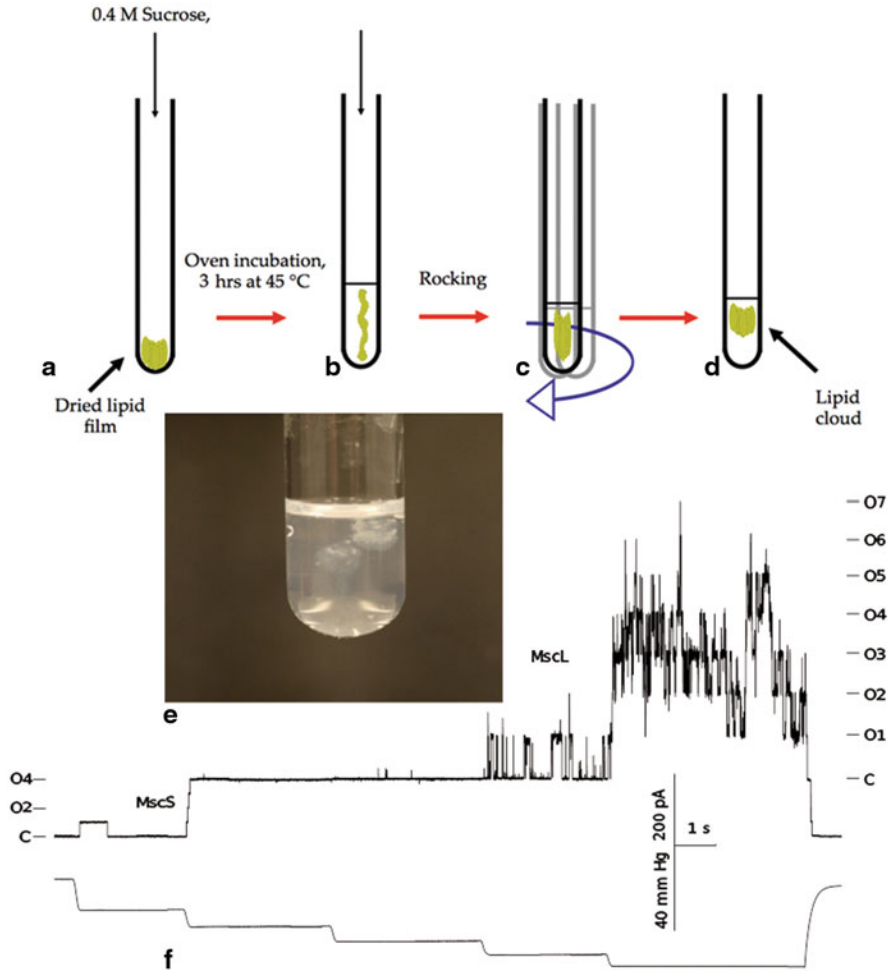 0.4 M Sucrose,
Oven incubation,
3 hrs at 45 °C
Rocking
a
b
c
d
Dried lipid
film
Lipid
cloud
e
O7
O6
O5
O4
O3
O2
O1
C
MscL
O4
O2
C
MscS
200 pA
40 mm Hg
1 s
f